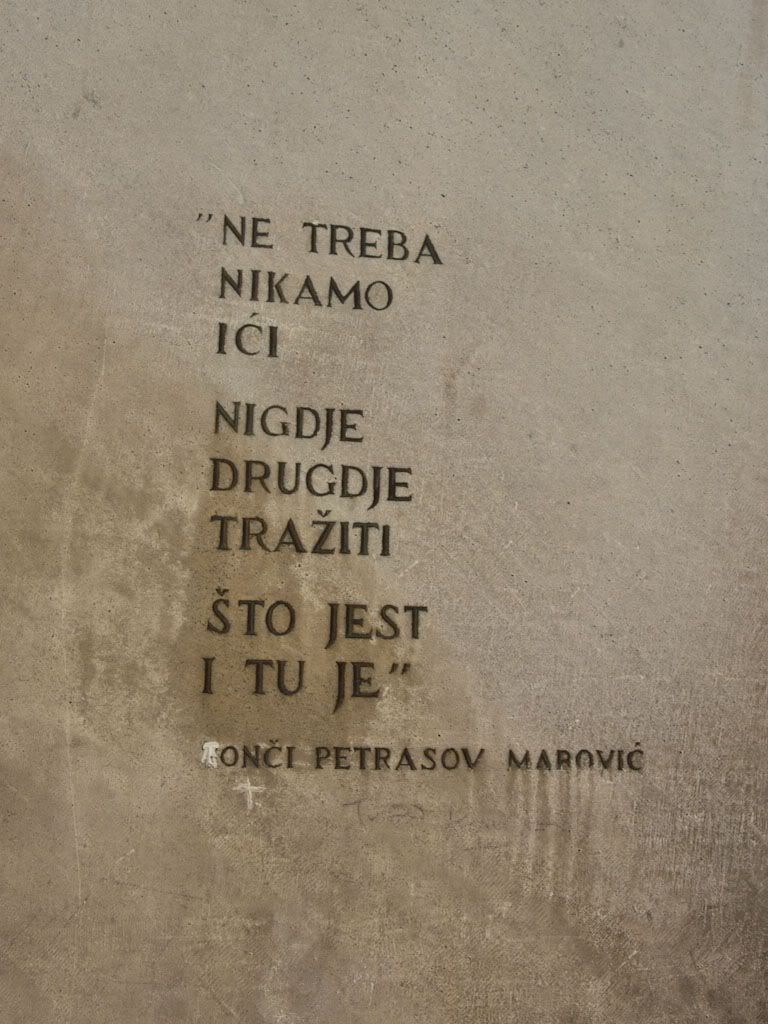 "NE TREBA
NIKAMO
IĆI
NIGDJE
DRUGDJE
TRAŽITI
ŠTO JEST
I TU JE"
TONČI PETRASOV MAROVIĆ